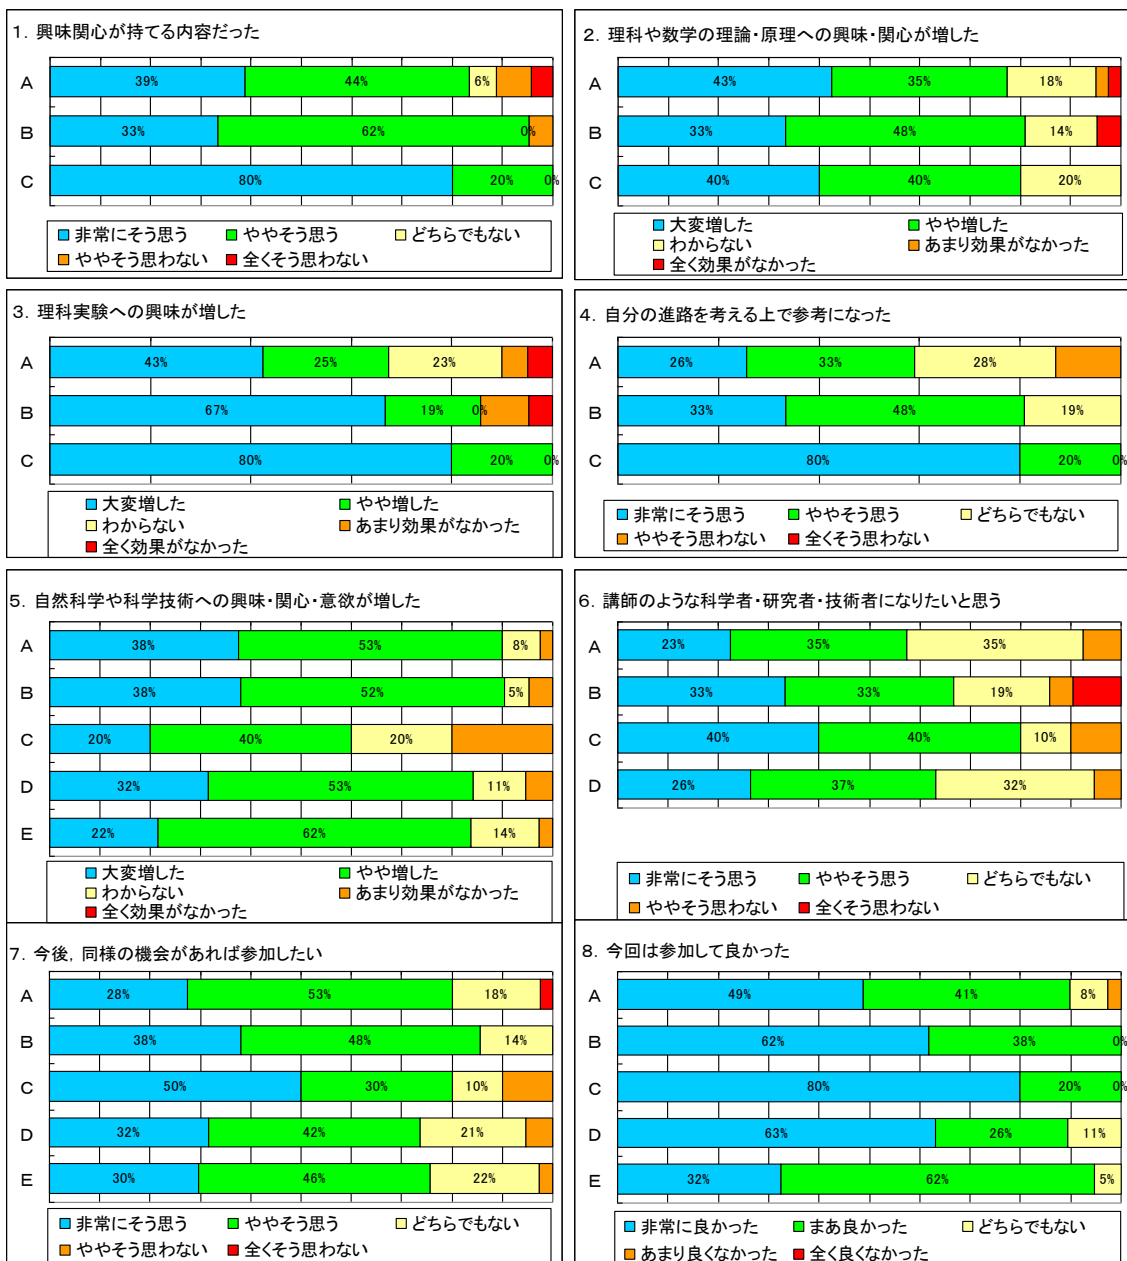 1．興味関心が持てる内容だった
A 39% 44% 6%
B 33% 62% 0%
C 80% 20% 0%
非常にそう思う ややそう思う どちらでもない
ややそう思わない 全くそう思わない
2．理科や数学の理論・原理への興味・関心が増した
A 43% 35% 18%
B 33% 48% 14%
C 40% 40% 20%
大変増した やや増した
わからない あまり効果がなかった
全く効果がなかった
3．理科実験への興味が増した
A 43% 25% 23%
B 67% 19% 0%
C 80% 20% 0%
大変増した やや増した
わからない あまり効果がなかった
全く効果がなかった
4．自分の進路を考える上で参考になった
A 26% 33% 28%
B 33% 48% 19%
C 80% 20% 0%
非常にそう思う ややそう思う どちらでもない
ややそう思わない 全くそう思わない
5．自然科学や科学技術への興味・関心・意欲が増した
A 38% 53% 8%
B 38% 52% 5%
C 20% 40% 20%
D 32% 53% 11%
E 22% 62% 14%
大変増した やや増した
わからない あまり効果がなかった
全く効果がなかった
6．講師のような科学者・研究者・技術者になりたいと思う
A 23% 35% 35%
B 33% 33% 19%
C 40% 40% 10%
D 26% 37% 32%
非常にそう思う ややそう思う どちらでもない
ややそう思わない 全くそう思わない
7．今後，同様の機会があれば参加したい
A 28% 53% 18%
B 38% 48% 14%
C 50% 30% 10%
D 32% 42% 21%
E 30% 46% 22%
非常にそう思う ややそう思う どちらでもない
ややそう思わない 全くそう思わない
8．今回は参加して良かった
A 49% 41% 8%
B 62% 38% 0%
C 80% 20% 0%
D 63% 26% 11%
E 32% 62% 5%
非常に良かった まあ良かった どちらでもない
あまり良くなかった 全く良くなかった